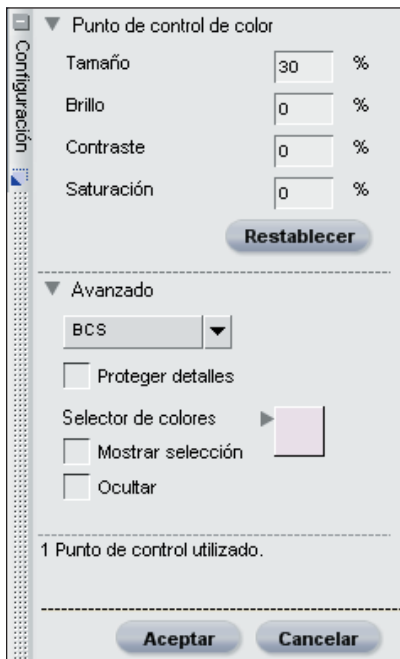 Configuración
Punto de control de color
Tamaño 30 %
Brillo 0 %
Contraste 0 %
Saturación 0 %
Restablecer
Avanzado
BCS
Proteger detalles
Selector de colores
Mostrar selección
Ocultar
1 Punto de control utilizado.
Aceptar Cancelar